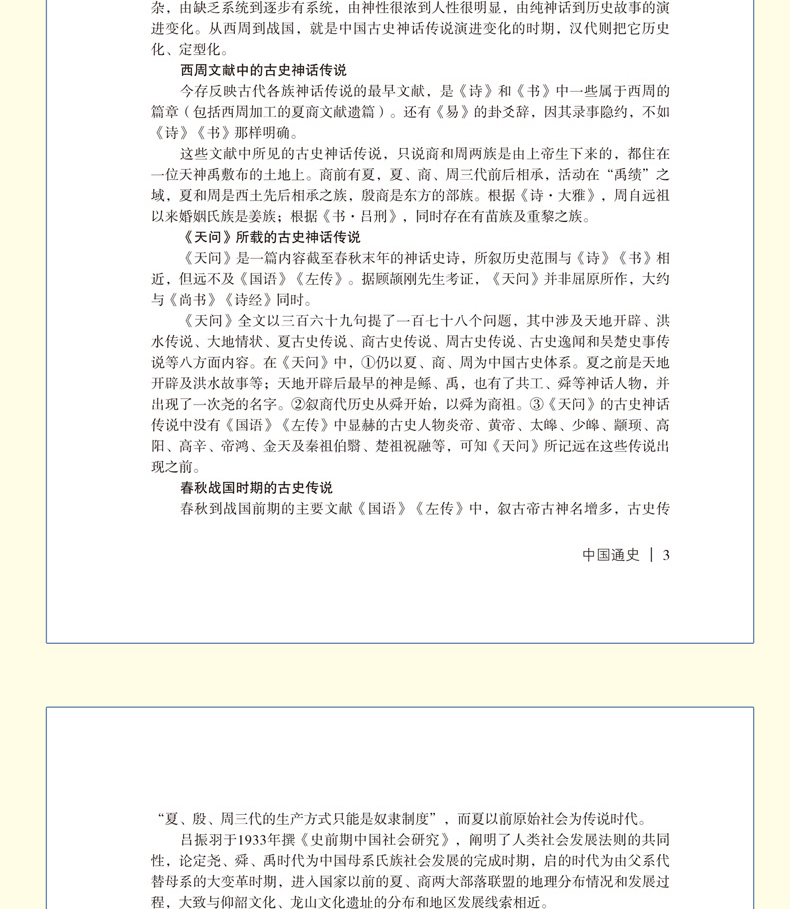 杂，由缺乏系统到逐步有系统，由神性很浓到人性很明显，由纯神话到历史故事的演
进变化。从西周到战国，就是中国古史神话传说演进变化的时期，汉代则把它历史
化、定型化。
西周文献中的古史神话传说
今存反映古代各族神话传说的最早文献，是《诗》和《书》中一些属于西周的
篇章（包括西周加工的夏商文献遗篇）。还有《易》的卦爻辞，因其录事隐约，不如
《诗》《书》那样明确。
这些文献中所见的古史神话传说，只说商和周两族是由上帝生下来的，都住在
一位天神禹敷布的土地上。商前有夏，夏、商、周三代前后相承，活动在“禹绩”之
域，夏和周是西土先后相承之族，殷商是东方的部族。根据《诗·大雅》，周自远祖
以来婚姻氏族是姜族；根据《书·吕刑》，同时存在有苗族及重黎之族。
《天问》所载的古史神话传说
《天问》是一篇内容截至春秋末年的神话史诗，所叙历史范围与《诗》《书》相
近，但远不及《国语》《左传》。据顾颉刚先生考证，《天问》并非屈原所作，大约
与《尚书》《诗经》同时。
《天问》全文以三百六十九句提了一百七十八个问题，其中涉及天地开辟、洪
水传说、大地情状、夏古史传说、商古史传说、周古史传说、古史逸闻和吴楚史事传
说等八方面内容。在《天问》中，①仍以夏、商、周为中国古史体系。夏之前是天地
开辟及洪水故事等；天地开辟后最早的神是鲧、禹，也有了共工、舜等神话人物，并
出现了一次尧的名字。②叙商代历史从舜开始，以舜为商祖。③《天问》的古史神话
传说中没有《国语》《左传》中显赫的古史人物炎帝、黄帝、太皞、少皞、颛顼、高
阳、高辛、帝鸿、金天及秦祖伯翳、楚祖祝融等，可知《天问》所记远在这些传说出
现之前。
春秋战国时期的古史传说
春秋到战国前期的主要文献《国语》《左传》中，叙古帝古神名增多，古史传
中国通史 | 3
“夏、殷、周三代的生产方式只能是奴隶制度”，而夏以前原始社会为传说时代。
吕振羽于1933年撰《史前期中国社会研究》，阐明了人类社会发展法则的共同
性，论定尧、舜、禹时代为中国母系氏族社会发展的完成时期，启的时代为由父系代
替母系的大变革时期，进入国家以前的夏、商两大部落联盟的地理分布情况和发展过
程，大致与仰韶文化、龙山文化遗址的分布和地区发展线索相近。